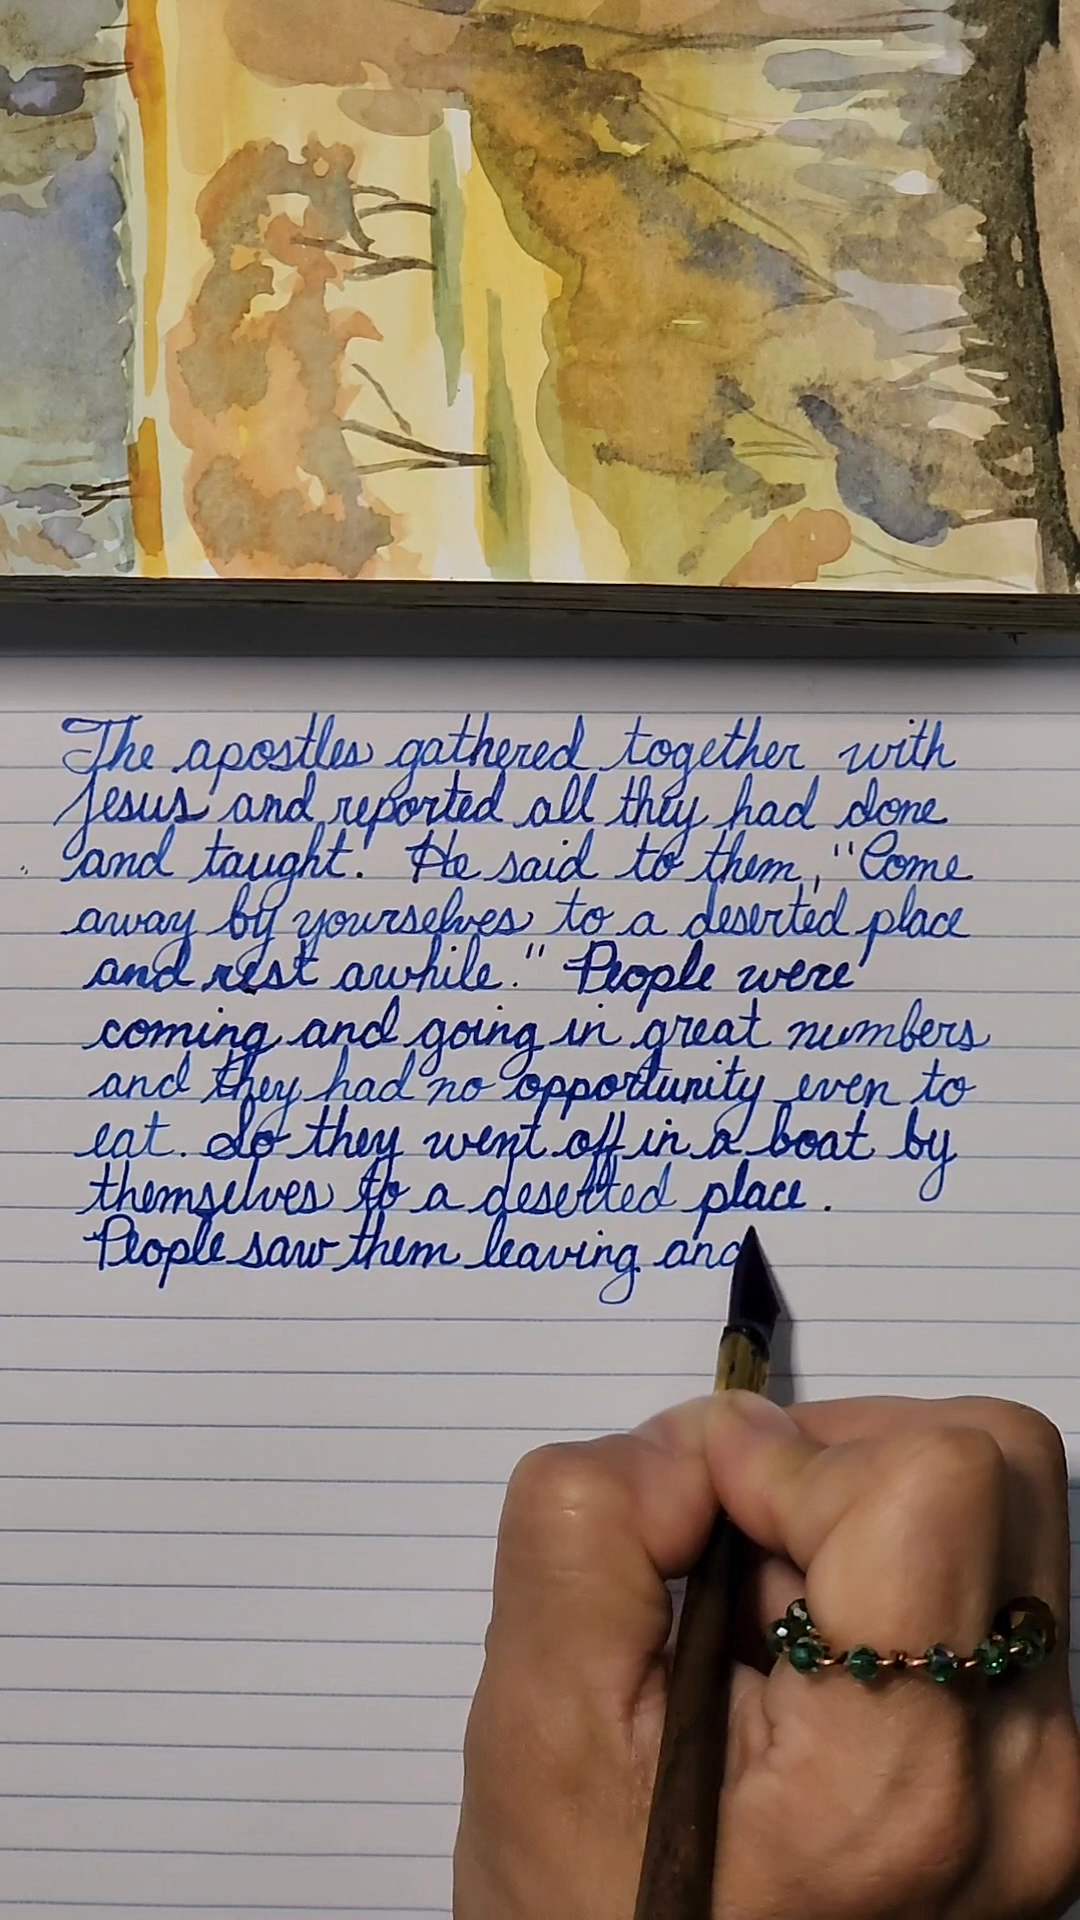 The apostles gathered together with
Jesus and reported all they had done
and taught. He said to them, "Come
away by yourselves to a deserted place
and rest awhile." People were
coming and going in great numbers
and they had no opportunity even to
eat. So they went off in a boat by
themselves to a deserted place.
People saw them leaving and